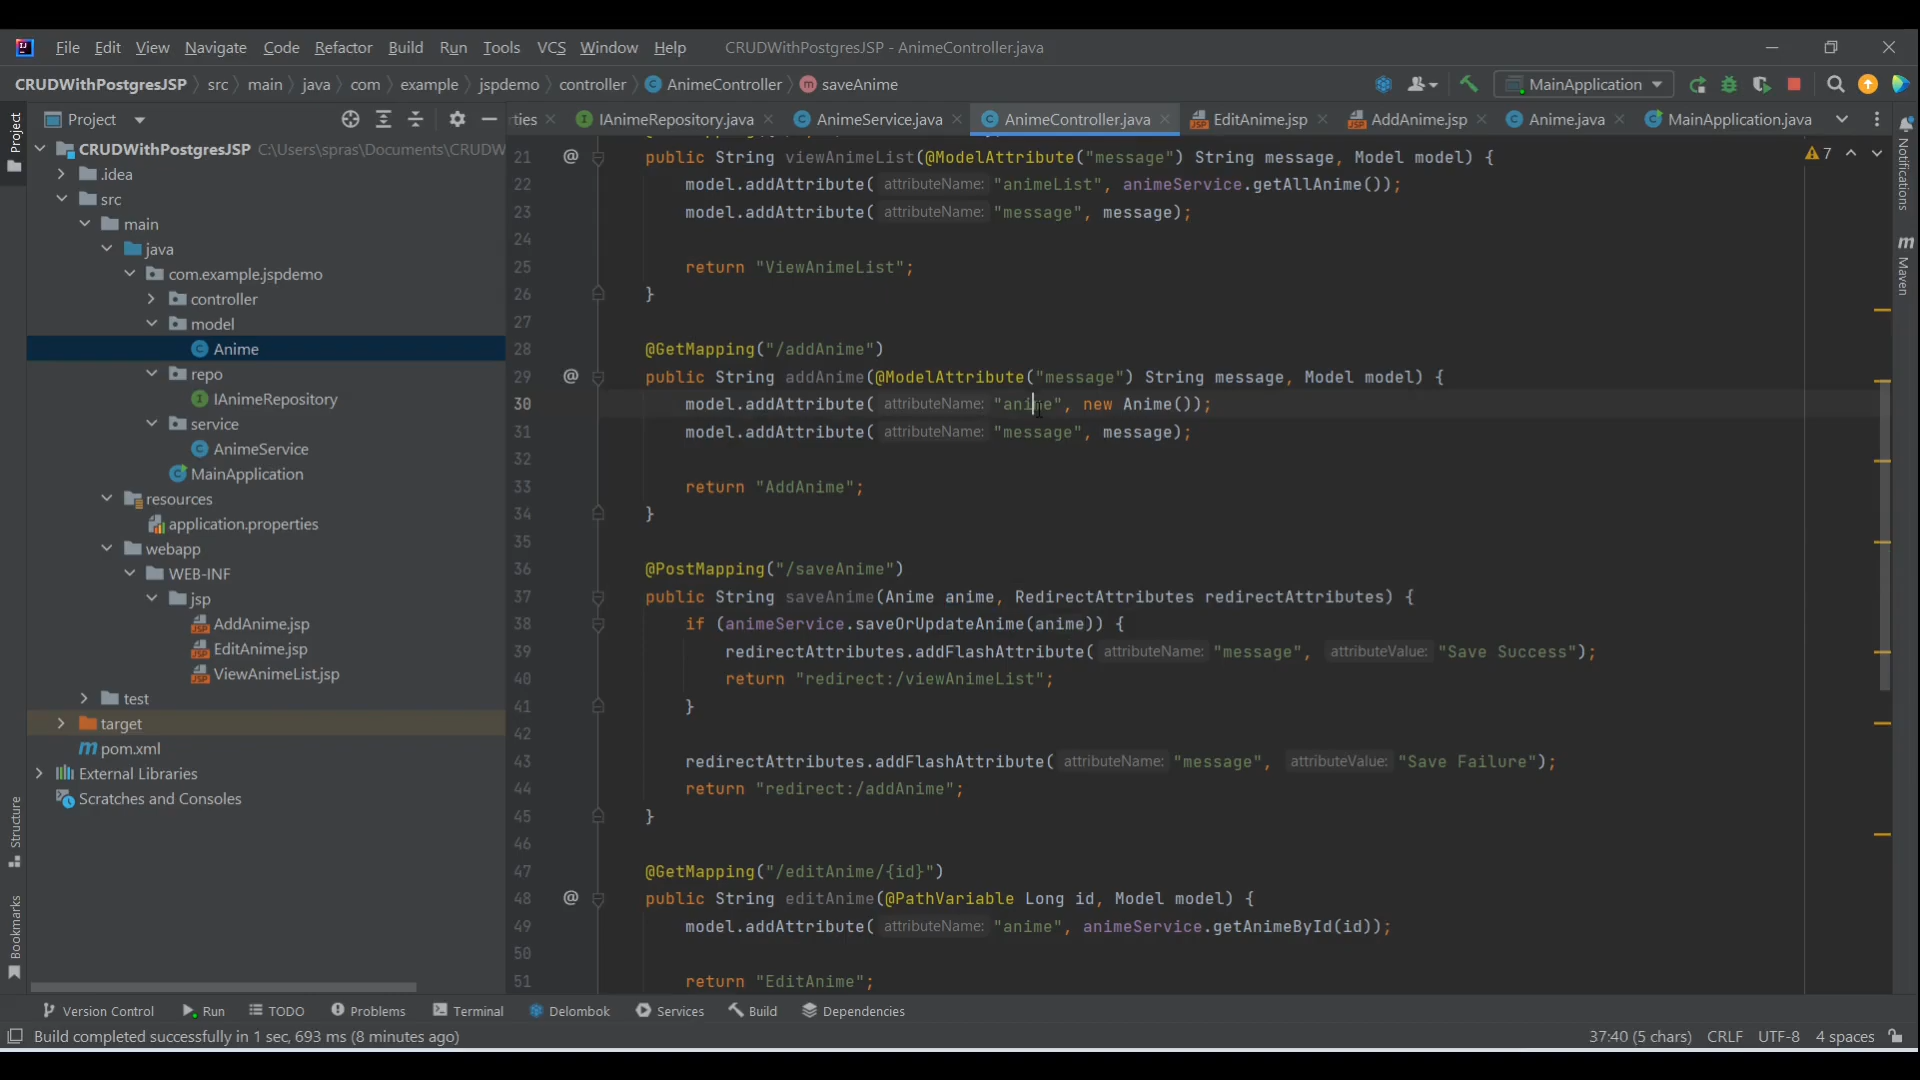 File Edit View Navigate Code Refactor Build Run Tools VCS Window Help CRUDWithPostgresJSP - AnimeController.java
CRUDWithPostgresJSP src main java com example jspdemo controller AnimeController saveAnime MainApplication
Project rties IAnimeRepository.java AnimeService.java AnimeController.java EditAnime.jsp AddAnime.jsp Anime.java MainApplication.java
Project
Notifications
Maven
Structure
Bookmarks
CRUDWithPostgresJSP C:\Users\spras\Documents\CRUDW
.idea
src
main
java
com.example.jspdemo
controller
model
Anime
repo
IAnimeRepository
service
AnimeService
MainApplication
resources
application.properties
webapp
WEB-INF
jsp
AddAnime.jsp
EditAnime.jsp
ViewAnimeList.jsp
test
target
pom.xml
External Libraries
Scratches and Consoles
7
21 @ public String viewAnimeList(@ModelAttribute("message") String message, Model model) {
22 model.addAttribute( attributeName: "animeList", animeService.getAllAnime());
23 model.addAttribute( attributeName: "message", message);
24
25 return "ViewAnimeList";
26 }
27
28 @GetMapping("/addAnime")
29 @ public String addAnime(@ModelAttribute("message") String message, Model model) {
30 model.addAttribute( attributeName: "anime", new Anime());
31 model.addAttribute( attributeName: "message", message);
32
33 return "AddAnime";
34 }
35
36 @PostMapping("/saveAnime")
37 public String saveAnime(Anime anime, RedirectAttributes redirectAttributes) {
38 if (animeService.saveOrUpdateAnime(anime)) {
39 redirectAttributes.addFlashAttribute( attributeName: "message", attributeValue: "Save Success");
40 return "redirect:/viewAnimeList";
41 }
42
43 redirectAttributes.addFlashAttribute( attributeName: "message", attributeValue: "Save Failure");
44 return "redirect:/addAnime";
45 }
46
47 @GetMapping("/editAnime/{id}")
48 @ public String editAnime(@PathVariable Long id, Model model) {
49 model.addAttribute( attributeName: "anime", animeService.getAnimeById(id));
50
51 return "EditAnime";
Version Control Run TODO Problems Terminal Delombok Services Build Dependencies
Build completed successfully in 1 sec, 693 ms (8 minutes ago) 37:40 (5 chars) CRLF UTF-8 4 spaces